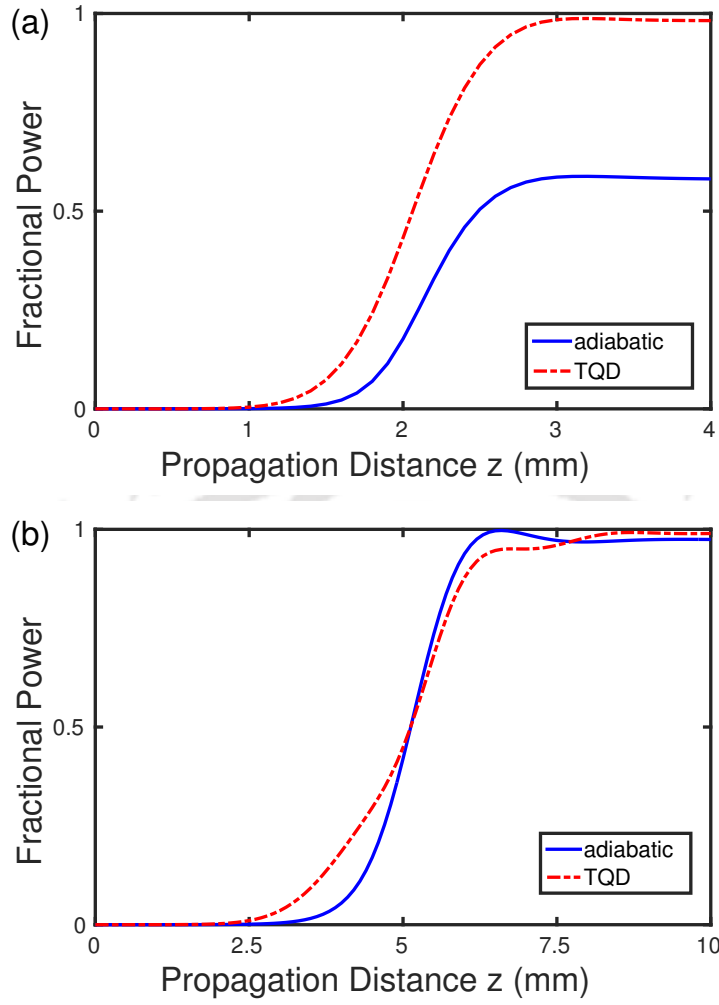 (a)
1
0.5
0
Fractional Power
adiabatic
TQD
0 1 2 3 4
Propagation Distance z (mm)
(b)
1
0.5
0
Fractional Power
adiabatic
TQD
0 2.5 5 7.5 10
Propagation Distance z (mm)